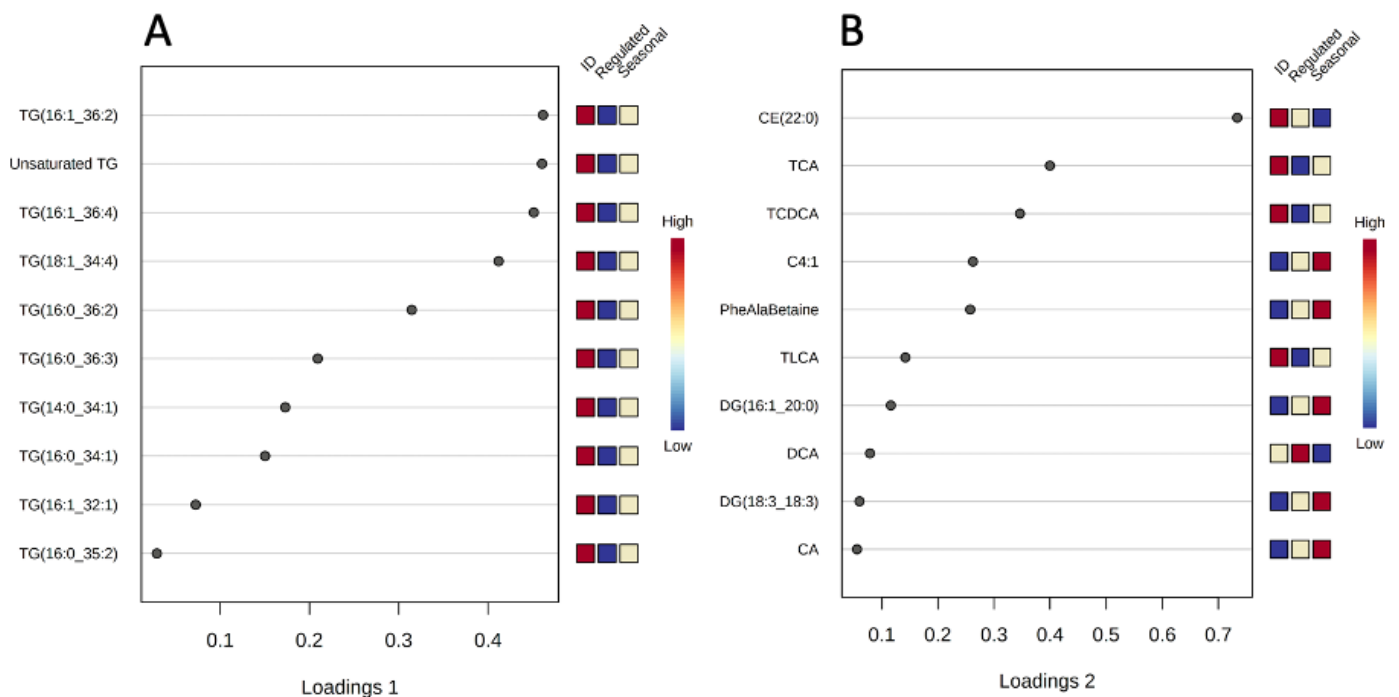 A
ID Regulated Seasonal
TG(16:1_36:2)
Unsaturated TG
TG(16:1_36:4)
TG(18:1_34:4)
TG(16:0_36:2)
TG(16:0_36:3)
TG(14:0_34:1)
TG(16:0_34:1)
TG(16:1_32:1)
TG(16:0_35:2)
High
Low
0.1 0.2 0.3 0.4
Loadings 1
B
ID Regulated Seasonal
CE(22:0)
TCA
TCDCA
C4:1
PheAlaBetaine
TLCA
DG(16:1_20:0)
DCA
DG(18:3_18:3)
CA
High
Low
0.1 0.2 0.3 0.4 0.5 0.6 0.7
Loadings 2